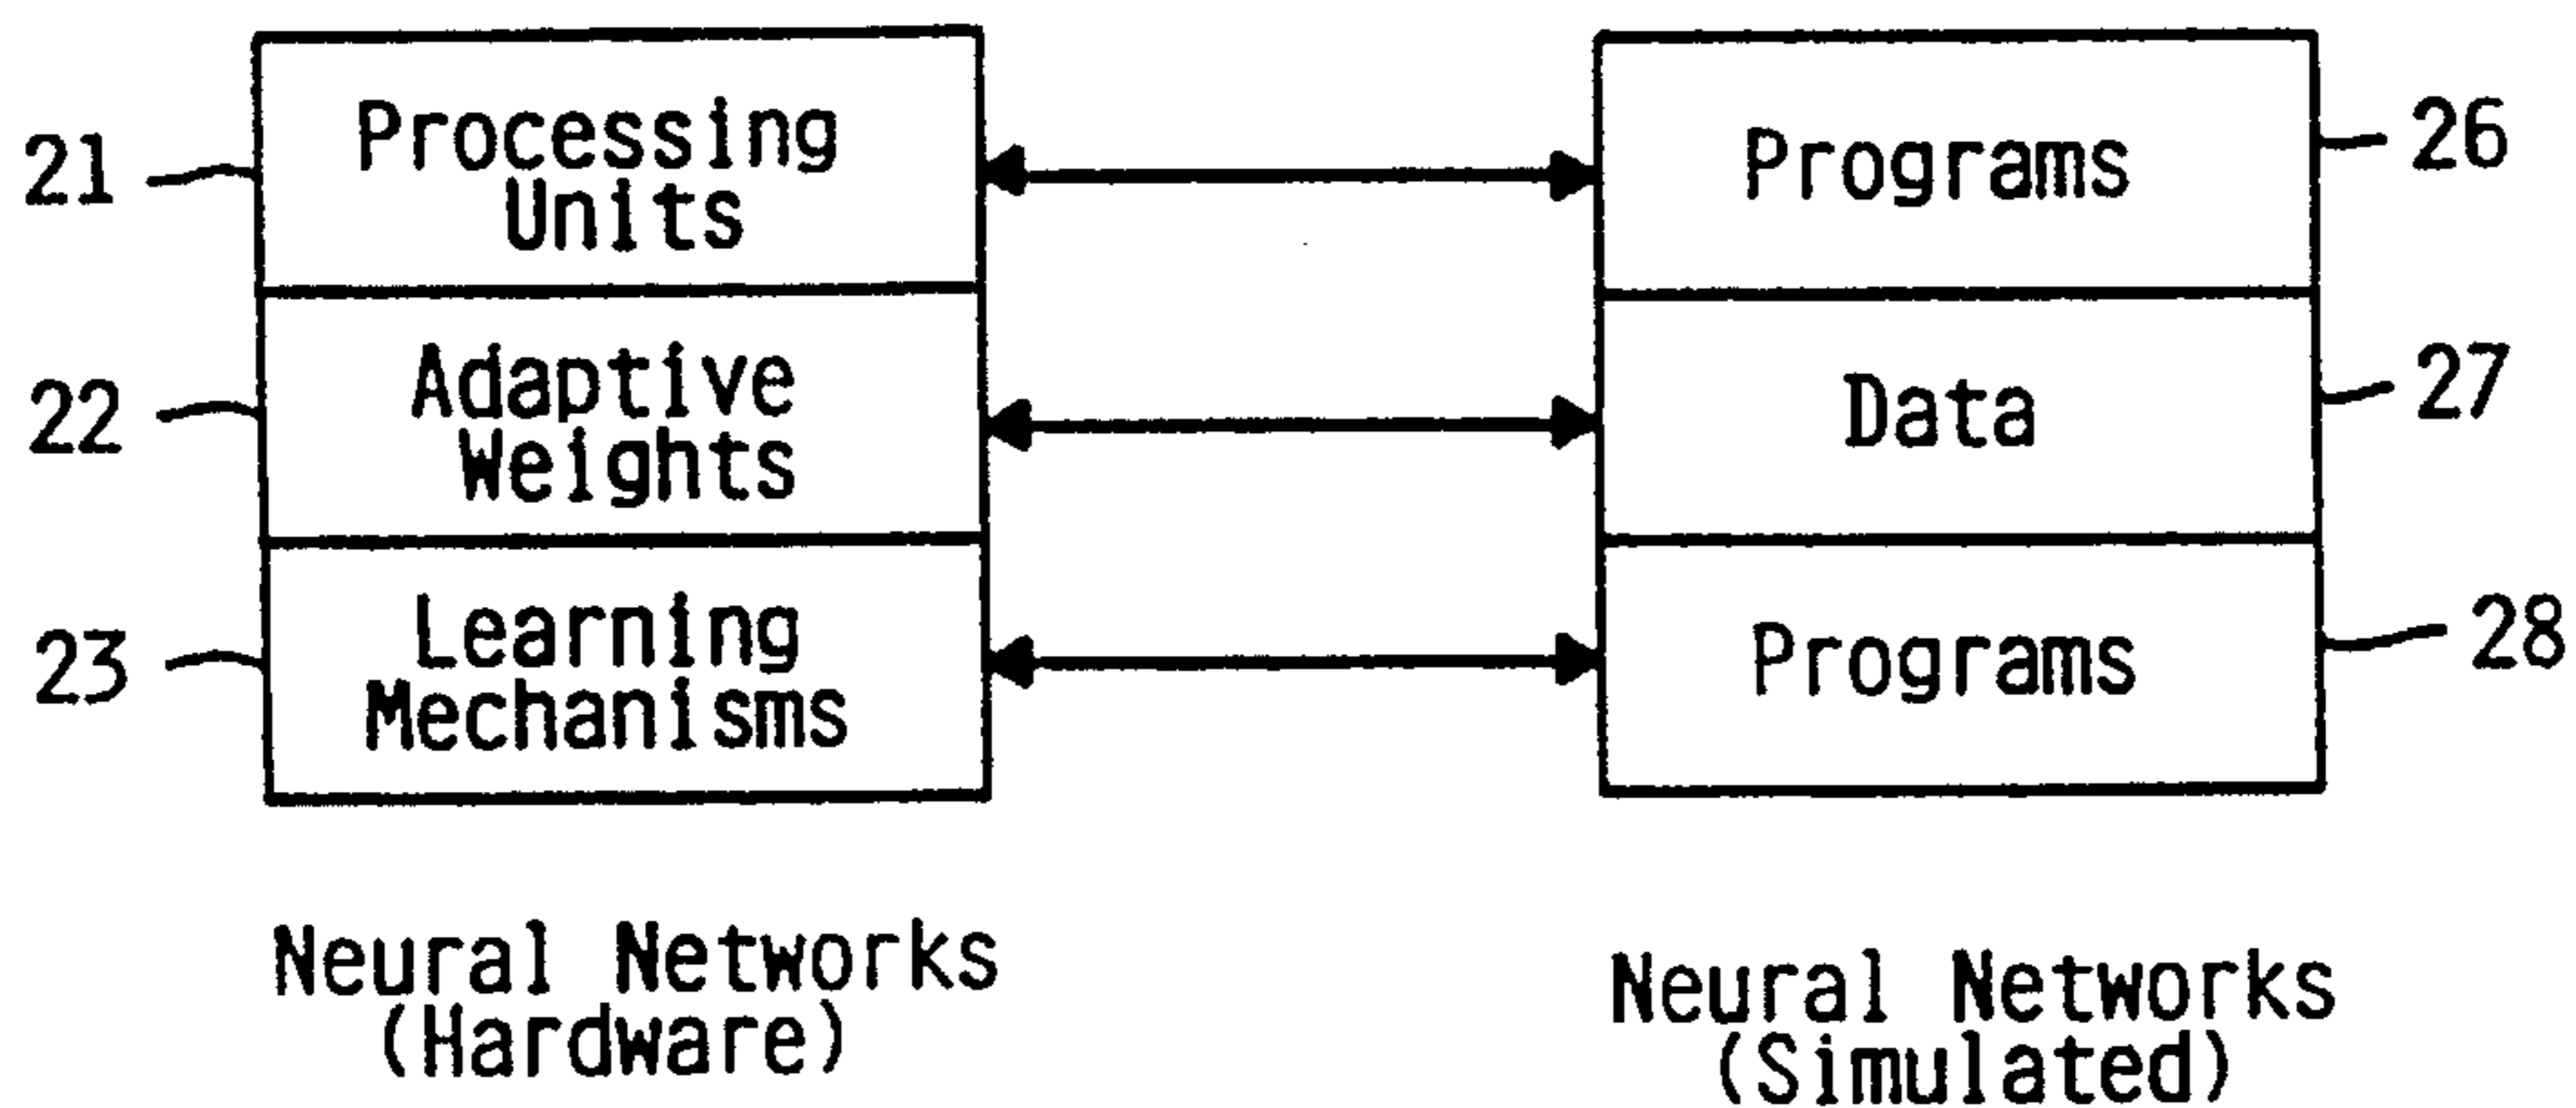 21
Processing
Units
Programs
26
22
Adaptive
Weights
Data
27
23
Learning
Mechanisms
Programs
28
Neural Networks
(Hardware)
Neural Networks
(Simulated)